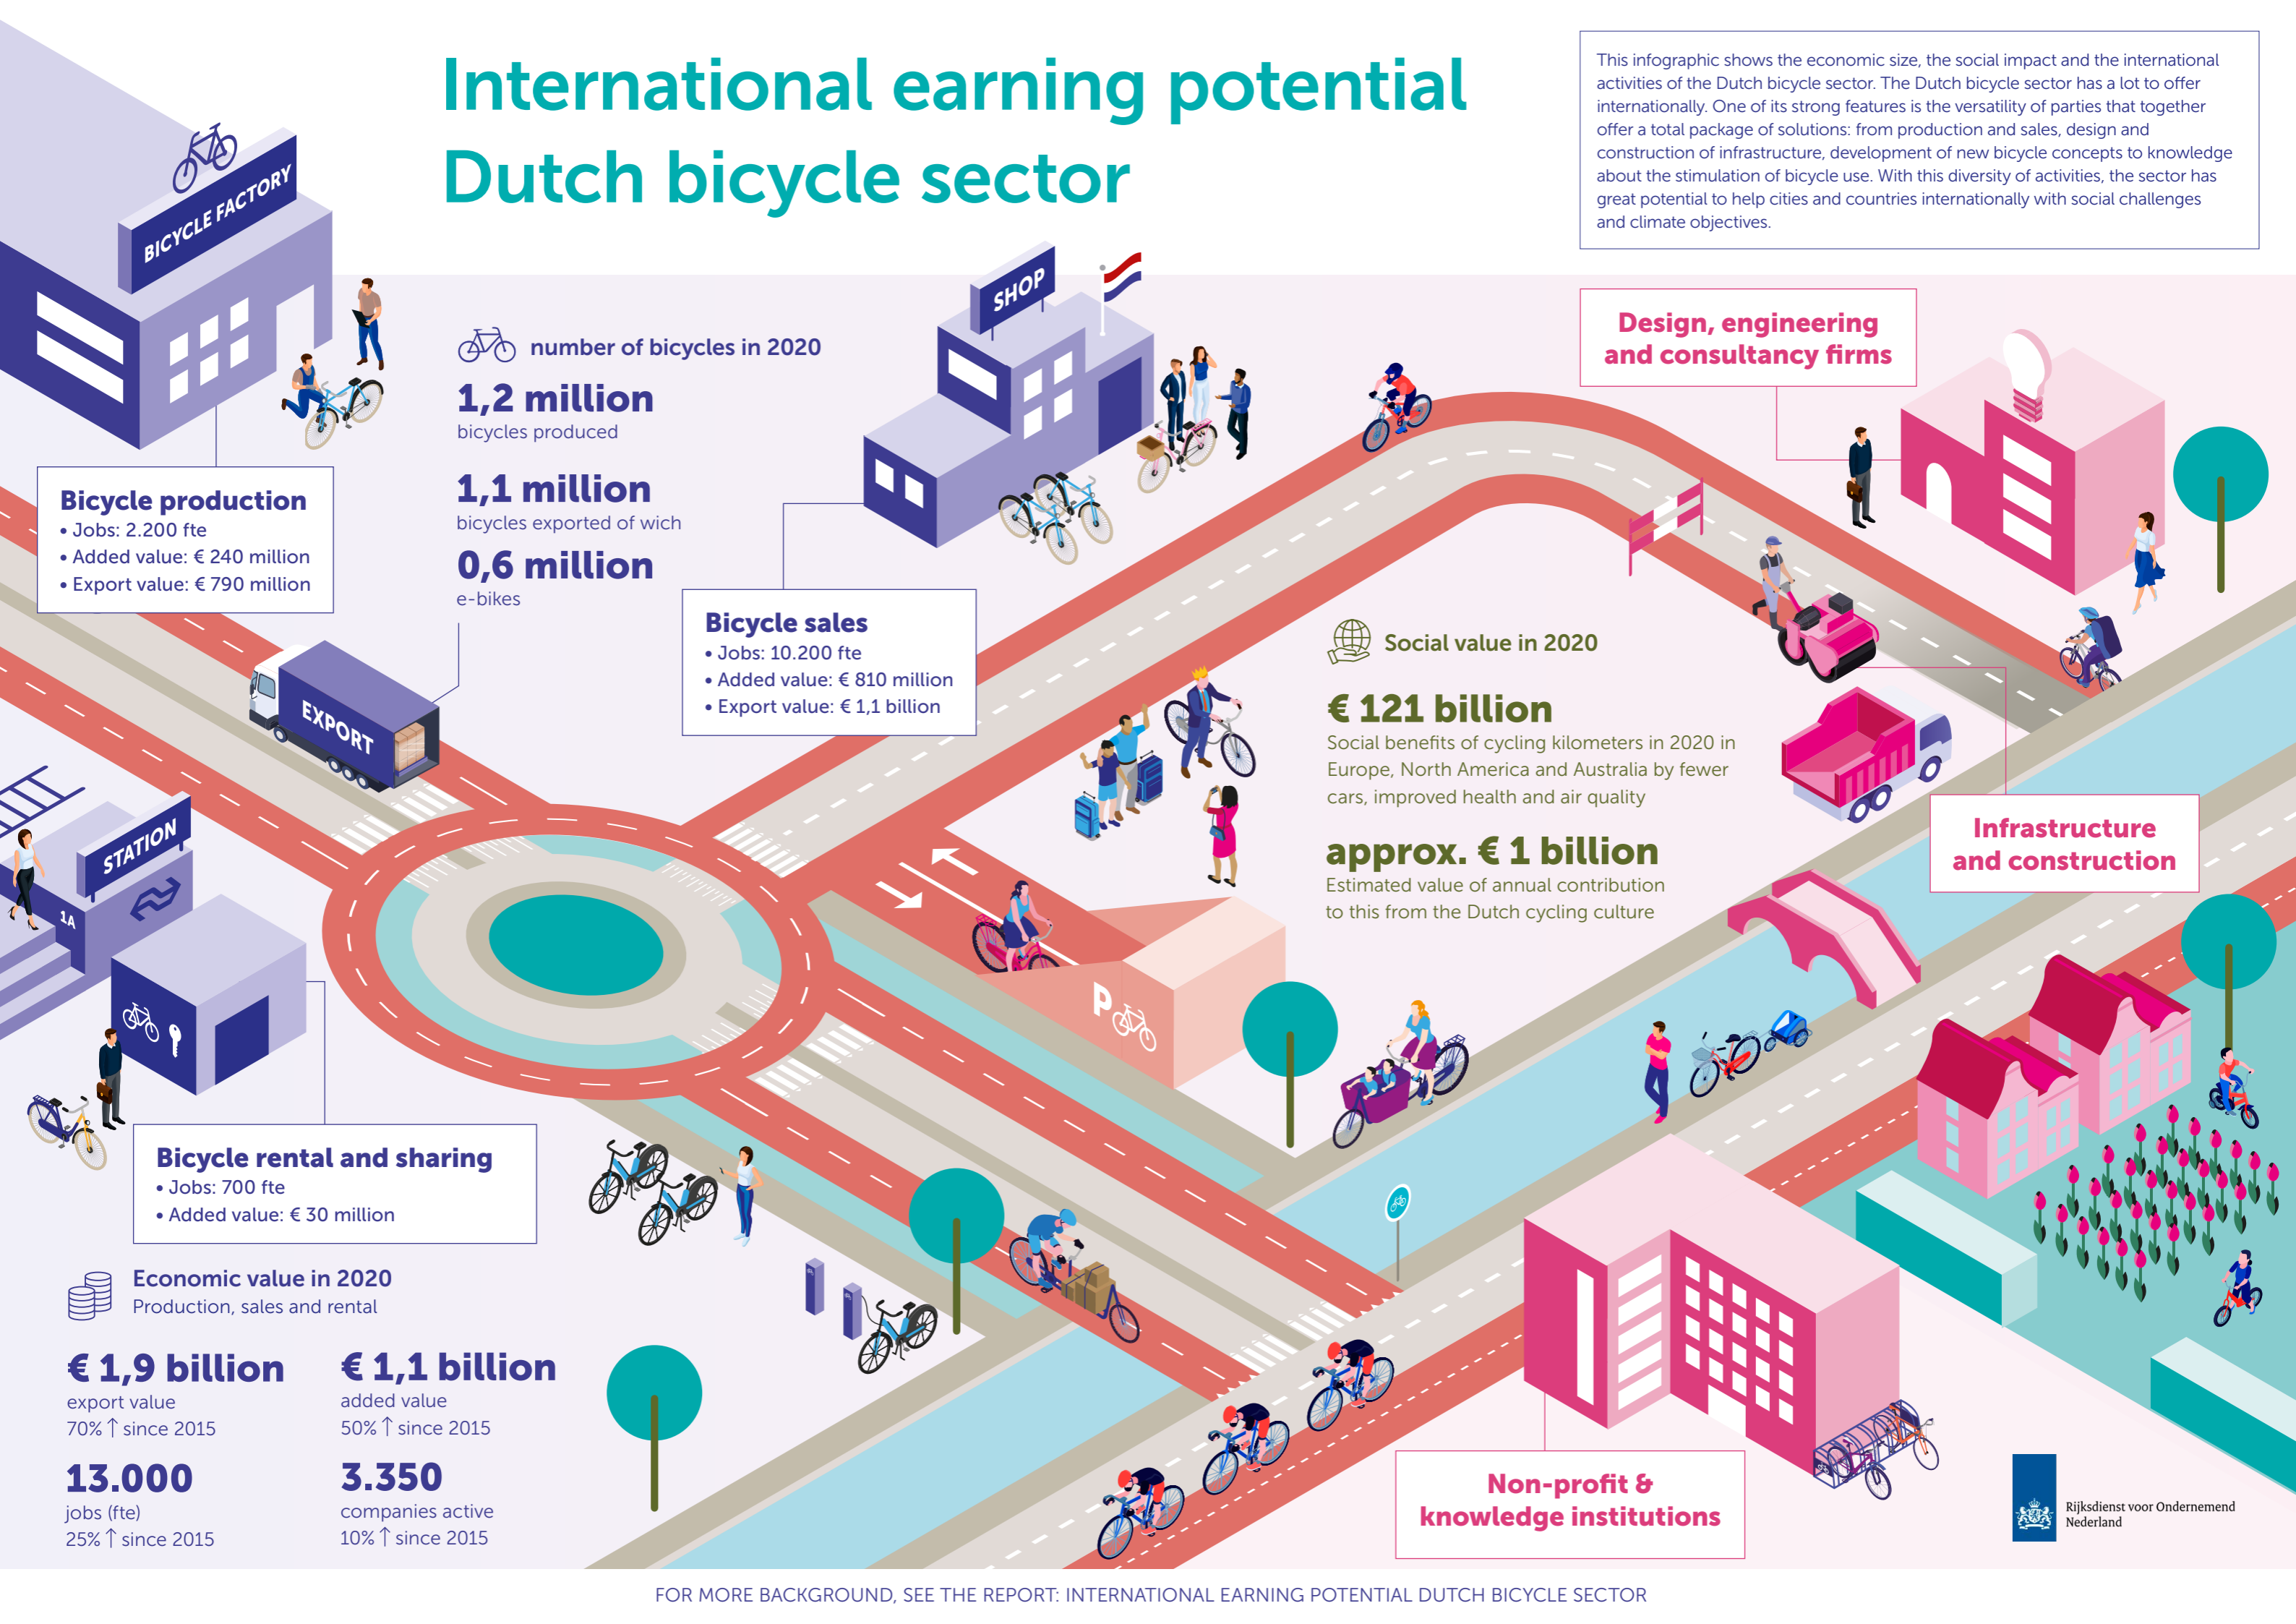 International earning potential
Dutch bicycle sector
This infographic shows the economic size, the social impact and the international
activities of the Dutch bicycle sector. The Dutch bicycle sector has a lot to offer
internationally. One of its strong features is the versatility of parties that together
offer a total package of solutions: from production and sales, design and
construction of infrastructure, development of new bicycle concepts to knowledge
about the stimulation of bicycle use. With this diversity of activities, the sector has
great potential to help cities and countries internationally with social challenges
and climate objectives.
BICYCLE FACTORY
SHOP
Design, engineering
and consultancy firms
number of bicycles in 2020
1,2 million
bicycles produced
1,1 million
bicycles exported of wich
0,6 million
e-bikes
Bicycle production
• Jobs: 2.200 fte
• Added value: € 240 million
• Export value: € 790 million
Bicycle sales
• Jobs: 10.200 fte
• Added value: € 810 million
• Export value: € 1,1 billion
EXPORT
Social value in 2020
€ 121 billion
Social benefits of cycling kilometers in 2020 in
Europe, North America and Australia by fewer
cars, improved health and air quality
approx. € 1 billion
Estimated value of annual contribution
to this from the Dutch cycling culture
Infrastructure
and construction
STATION
1A
P
Bicycle rental and sharing
• Jobs: 700 fte
• Added value: € 30 million
Economic value in 2020
Production, sales and rental
€ 1,9 billion
export value
70% ↑ since 2015
€ 1,1 billion
added value
50% ↑ since 2015
13.000
jobs (fte)
25% ↑ since 2015
3.350
companies active
10% ↑ since 2015
Non-profit &
knowledge institutions
Rijksdienst voor Ondernemend
Nederland
FOR MORE BACKGROUND, SEE THE REPORT: INTERNATIONAL EARNING POTENTIAL DUTCH BICYCLE SECTOR